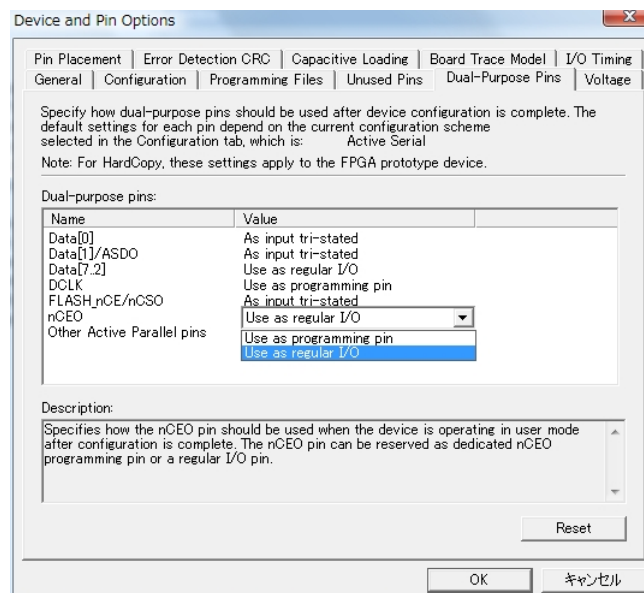 Device and Pin Options
Pin Placement Error Detection CRC Capacitive Loading Board Trace Model I/O Timing
General Configuration Programming Files Unused Pins Dual-Purpose Pins Voltage
Specify how dual-purpose pins should be used after device configuration is complete. The
default settings for each pin depend on the current configuration scheme
selected in the Configuration tab, which is: Active Serial
Note: For HardCopy, these settings apply to the FPGA prototype device.
Dual-purpose pins:
Name Value
Data[0] As input tri-stated
Data[1]/ASDO As input tri-stated
Data[7..2] Use as regular I/O
DCLK Use as programming pin
FLASH_nCE/nCSO As input tri-stated
nCEO Use as regular I/O
Other Active Parallel pins
Use as programming pin
Use as regular I/O
Description:
Specifies how the nCEO pin should be used when the device is operating in user mode
after configuration is complete. The nCEO pin can be reserved as dedicated nCEO
programming pin or a regular I/O pin.
Reset
OK キャンセル